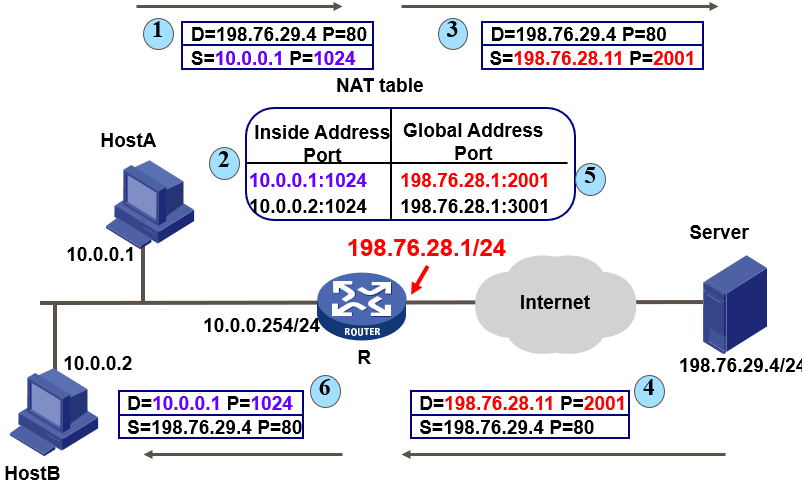 1
D=198.76.29.4 P=80
S=10.0.0.1 P=1024
3
D=198.76.29.4 P=80
S=198.76.28.11 P=2001
NAT table
HostA
2
Inside Address Port
Global Address Port
10.0.0.1:1024
198.76.28.1:2001
10.0.0.2:1024
198.76.28.1:3001
5
10.0.0.1
198.76.28.1/24
Server
Internet
10.0.0.254/24
ROUTER
R
198.76.29.4/24
10.0.0.2
6
D=10.0.0.1 P=1024
S=198.76.29.4 P=80
4
D=198.76.28.11 P=2001
S=198.76.29.4 P=80
HostB